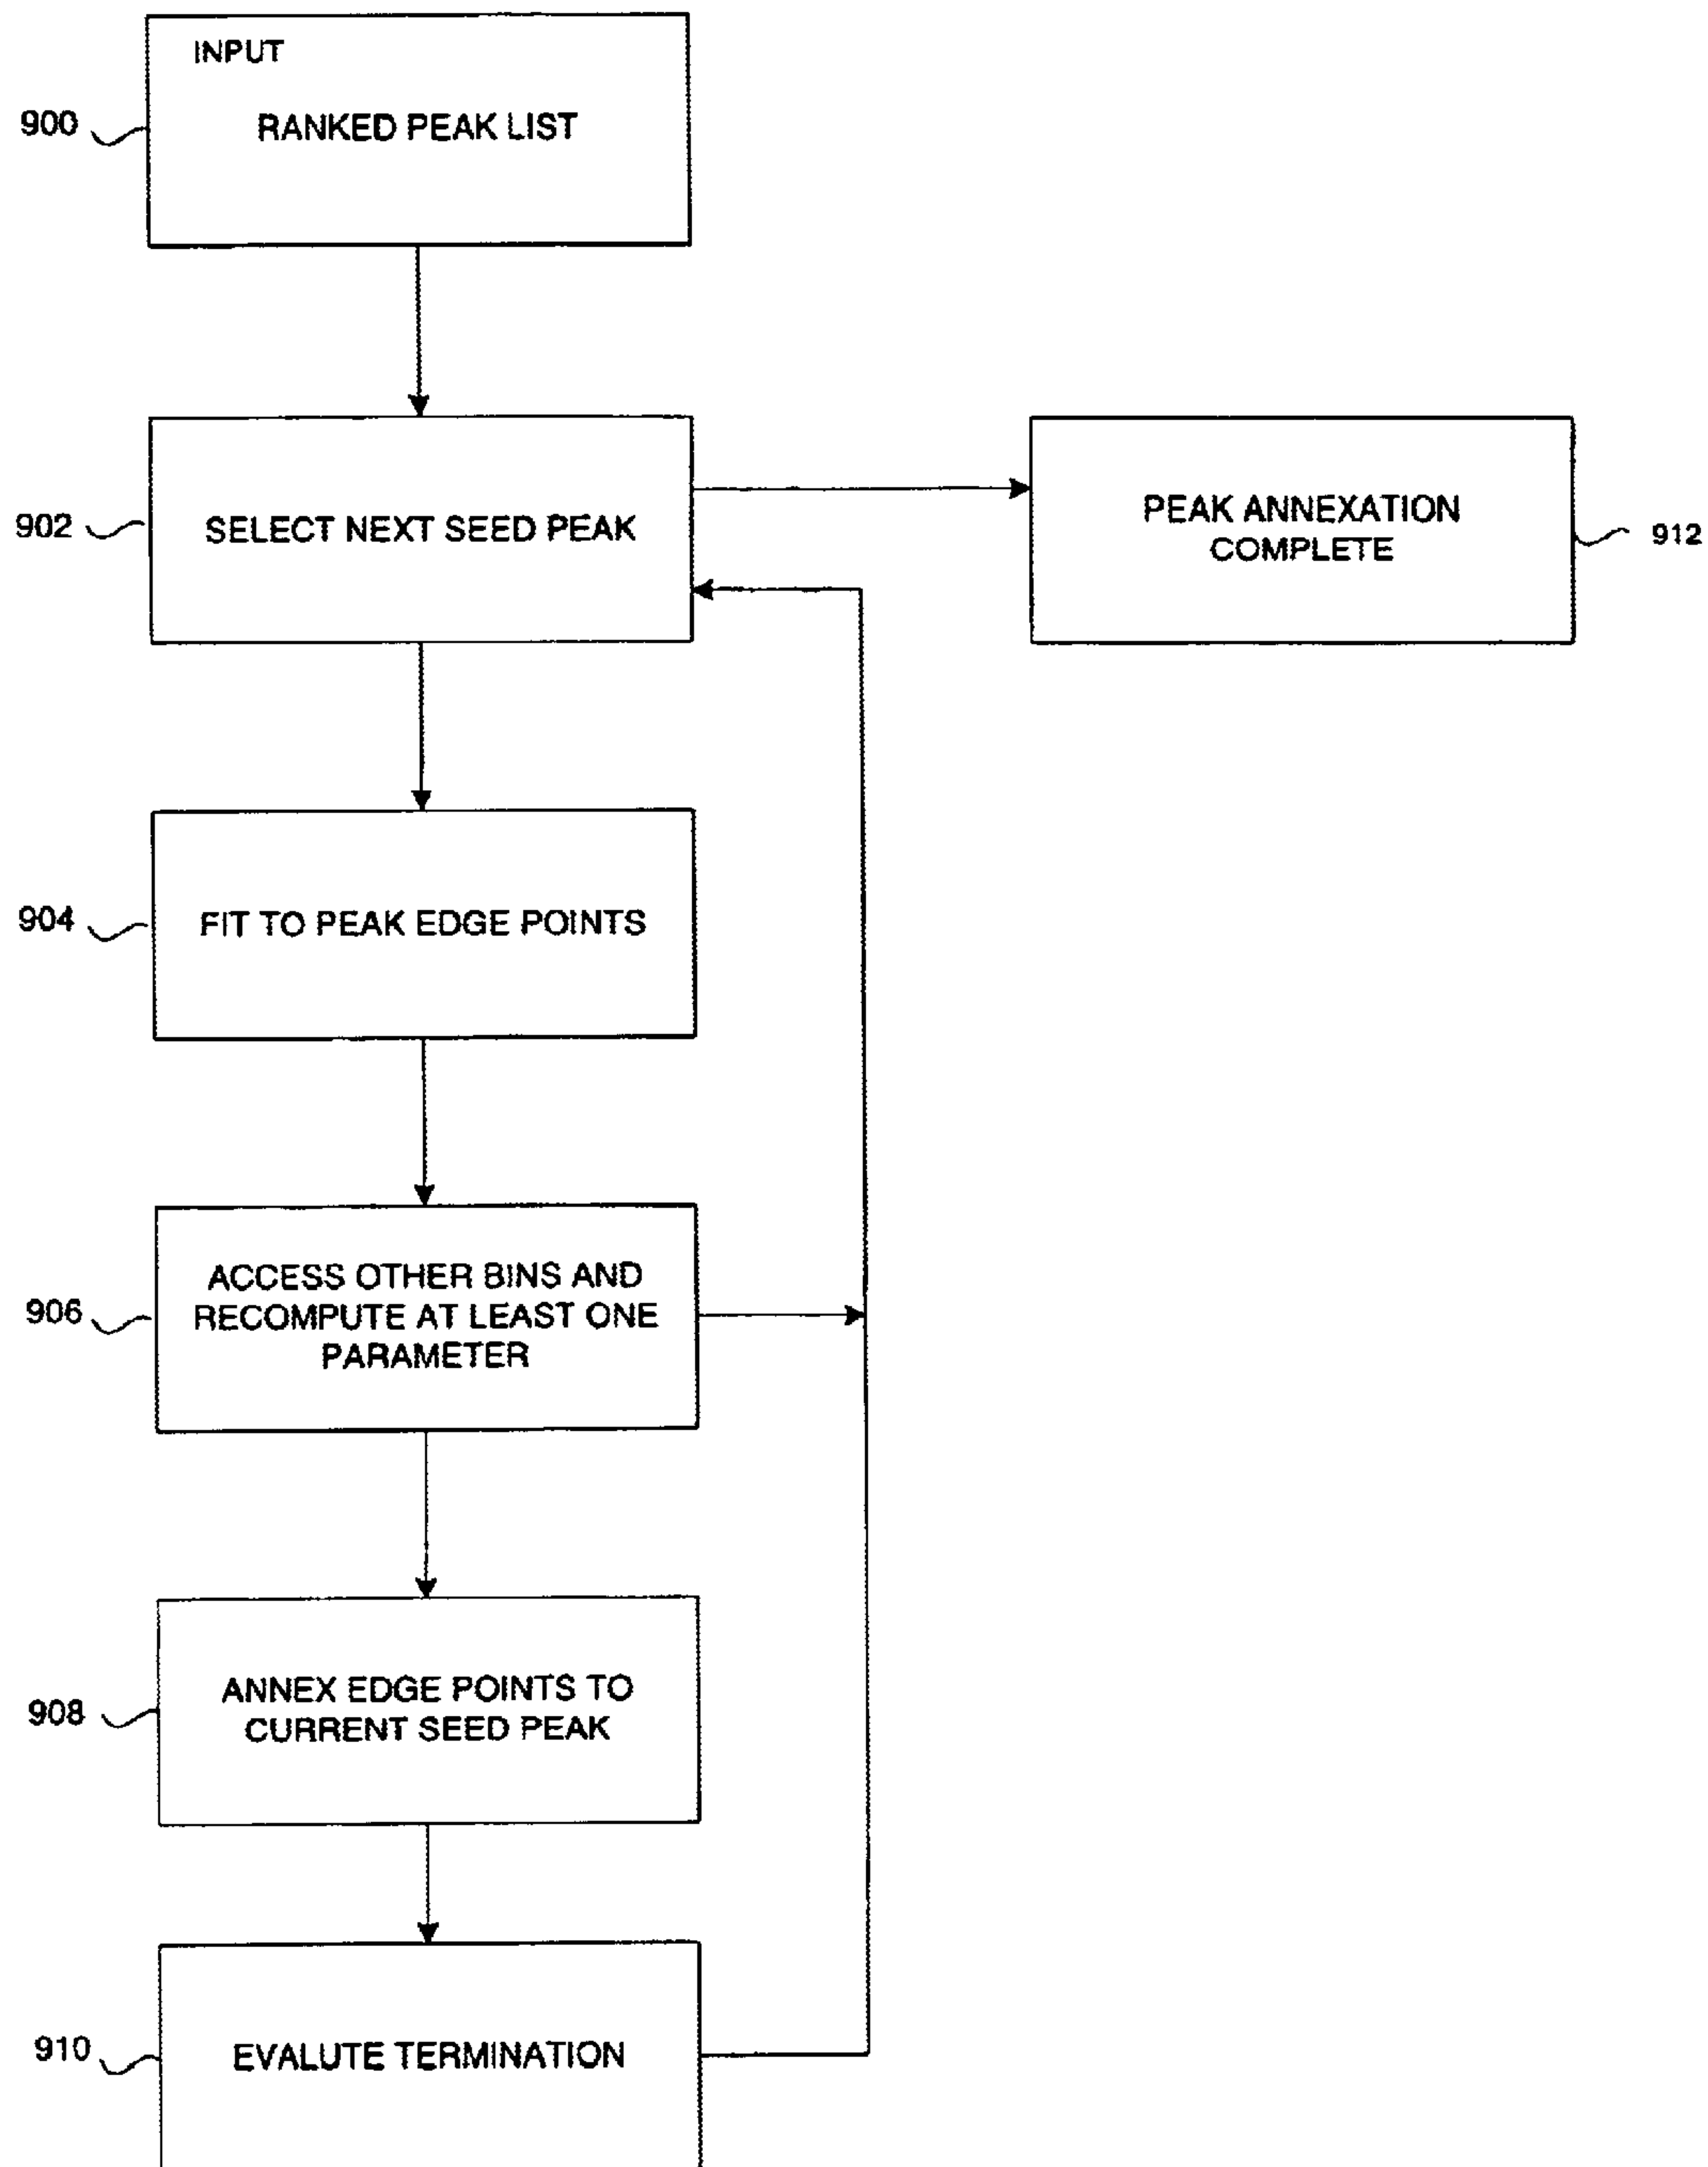 INPUT
RANKED PEAK LIST
900
SELECT NEXT SEED PEAK
902
PEAK ANNEXATION
COMPLETE
912
FIT TO PEAK EDGE POINTS
904
ACCESS OTHER BINS AND
RECOMPUTE AT LEAST ONE
PARAMETER
906
ANNEX EDGE POINTS TO
CURRENT SEED PEAK
908
EVALUTE TERMINATION
910